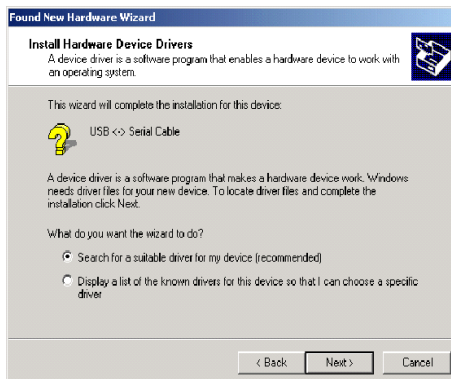 Found New Hardware Wizard
Install Hardware Device Drivers
A device driver is a software program that enables a hardware device to work with
an operating system.
This wizard will complete the installation for this device:
USB <-> Serial Cable
A device driver is a software program that makes a hardware device work. Windows
needs driver files for your new device. To locate driver files and complete the
installation click Next.
What do you want the wizard to do?
Search for a suitable driver for my device (recommended)
Display a list of the known drivers for this device so that I can choose a specific
driver
< Back Next > Cancel